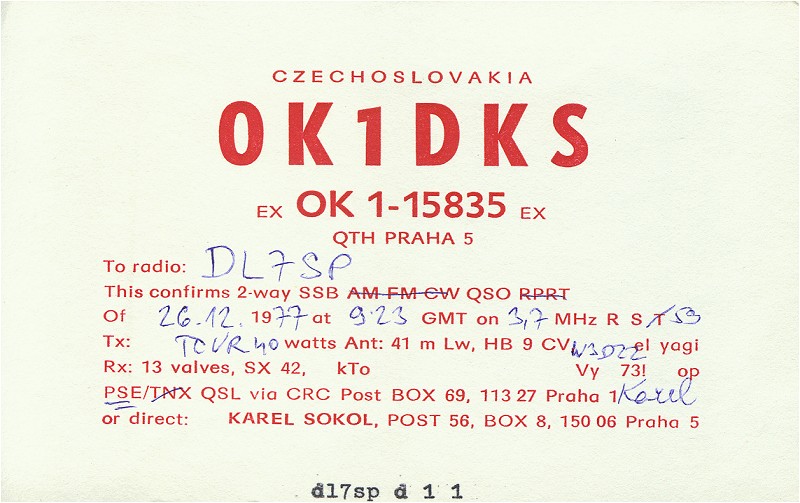 CZECHOSLOVAKIA
OK1DKS
EX OK 1-15835 EX
QTH PRAHA 5
To radio: DL7SP
This confirms 2-way SSB AM FM CW QSO RPRT
Of 26.12. 1977 at 9.23 GMT on 3,7 MHz R S T 59
Tx: TCVR 40 watts Ant: 41 m Lw, HB 9 CV, W3DZZ el yagi
Rx: 13 valves, SX 42, kTo Vy 73! op
PSE/TNX QSL via CRC Post BOX 69, 113 27 Praha 1 Karel
or direct: KAREL SOKOL, POST 56, BOX 8, 150 06 Praha 5
dl7sp d 1 1